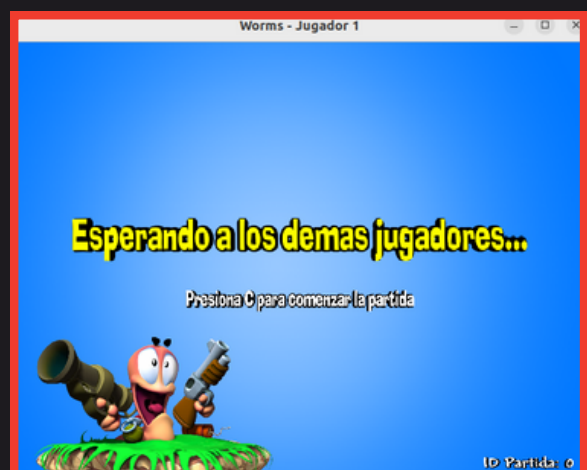 Worms - Jugador 1
Esperando a los demas jugadores...
Presiona C para comenzar la partida
ID Partida: 0